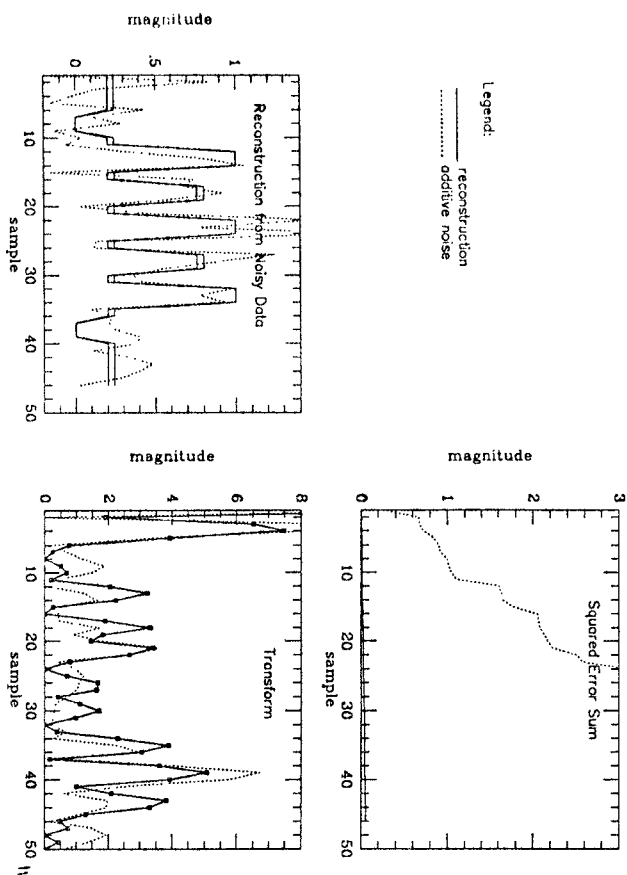 Legend:
reconstruction
additive noise
Squared Error Sum
magnitude
3
2
1
0
10 20 30 40 50
sample
Reconstruction from Noisy Data
magnitude
1
.5
0
10 20 30 40 50
sample
Transform
magnitude
8
6
4
2
0
10 20 30 40 50
sample